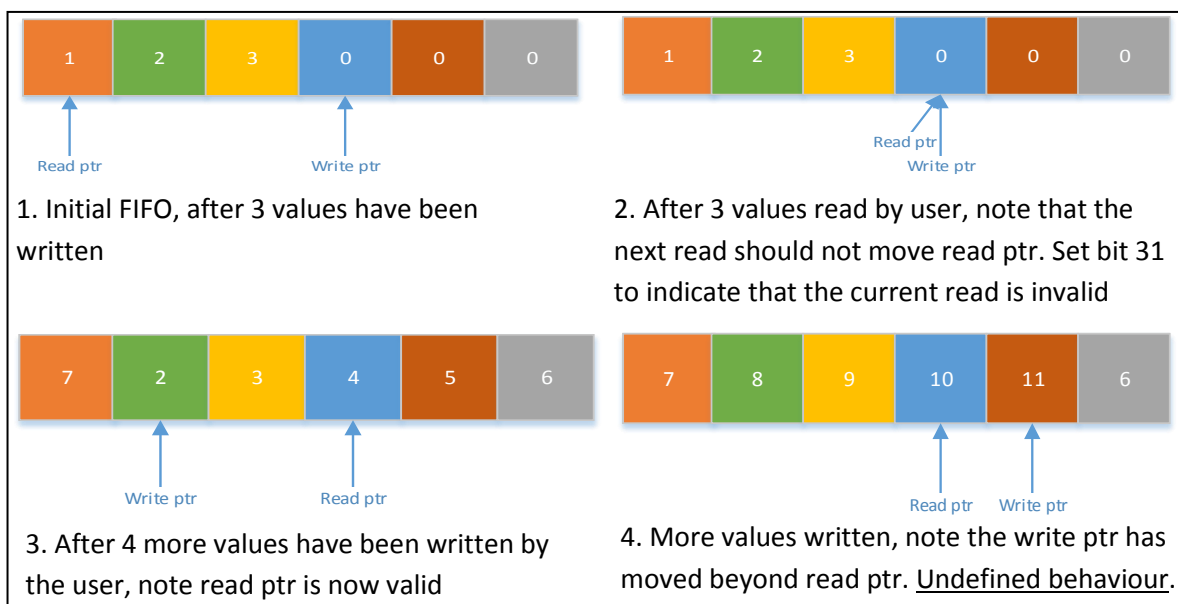 1 2 3 0 0 0
Read ptr Write ptr
1. Initial FIFO, after 3 values have been
written
1 2 3 0 0 0
Read ptr
Write ptr
2. After 3 values read by user, note that the
next read should not move read ptr. Set bit 31
to indicate that the current read is invalid
7 2 3 4 5 6
Write ptr Read ptr
3. After 4 more values have been written by
the user, note read ptr is now valid
7 8 9 10 11 6
Read ptr Write ptr
4. More values written, note the write ptr has
moved beyond read ptr. Undefined behaviour.